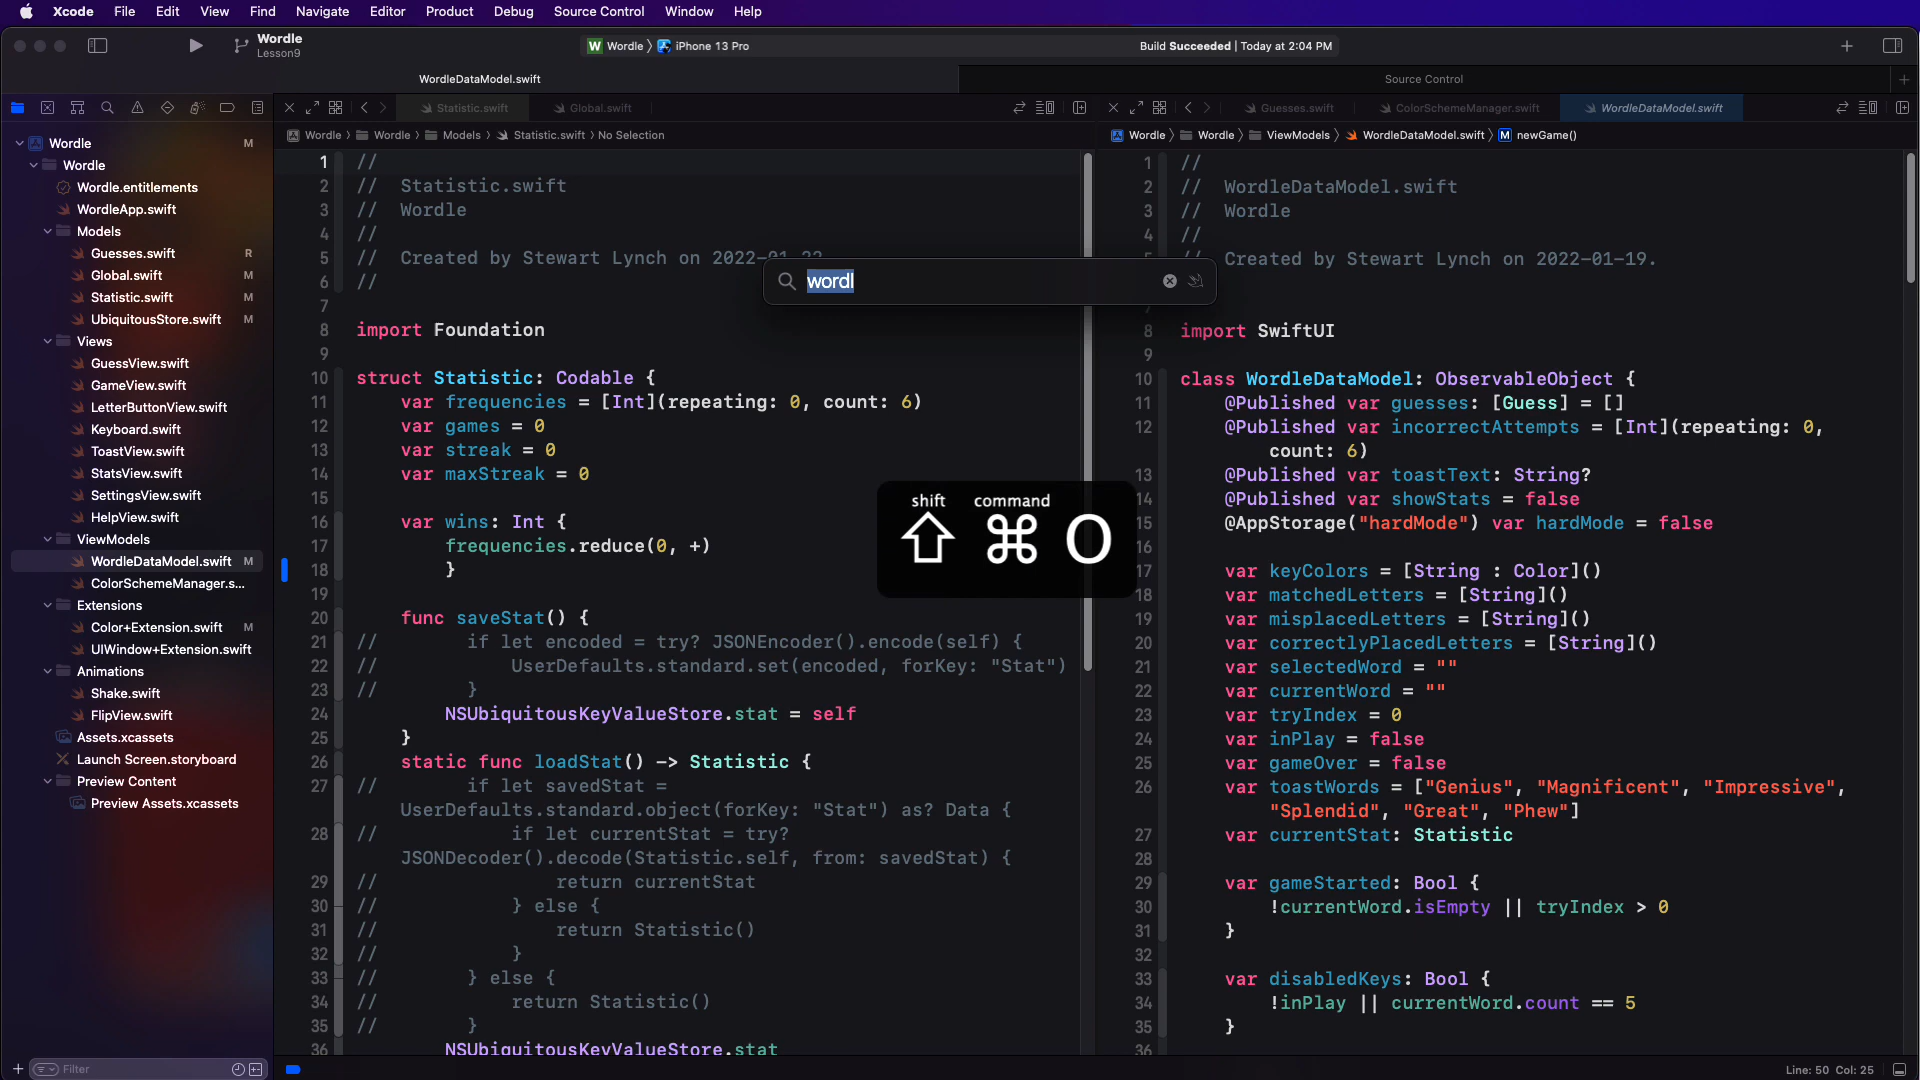 Xcode File Edit View Find Navigate Editor Product Debug Source Control Window Help
Wordle
Lesson9
Wordle 〉 iPhone 13 Pro
Build Succeeded | Today at 2:04 PM
WordleDataModel.swift
Source Control
Statistic.swift
Global.swift
Guesses.swift
ColorSchemeManager.swift
WordleDataModel.swift
Wordle 〉 Wordle 〉 Models 〉 Statistic.swift 〉 No Selection
Wordle 〉 Wordle 〉 ViewModels 〉 WordleDataModel.swift 〉 M newGame()
Wordle M
Wordle
Wordle.entitlements
WordleApp.swift
Models
Guesses.swift R
Global.swift M
Statistic.swift M
UbiquitousStore.swift M
Views
GuessView.swift
GameView.swift
LetterButtonView.swift
Keyboard.swift
ToastView.swift
StatsView.swift
SettingsView.swift
HelpView.swift
ViewModels
WordleDataModel.swift M
ColorSchemeManager.s...
Extensions
Color+Extension.swift M
UIWindow+Extension.swift
Animations
Shake.swift
FlipView.swift
Assets.xcassets
Launch Screen.storyboard
Preview Content
Preview Assets.xcassets
Filter
1 //
2 // Statistic.swift
3 // Wordle
4 //
5 // Created by Stewart Lynch on 2022-01-22
6 //
7
8 import Foundation
9
10 struct Statistic: Codable {
11 var frequencies = [Int](repeating: 0, count: 6)
12 var games = 0
13 var streak = 0
14 var maxStreak = 0
15
16 var wins: Int {
17 frequencies.reduce(0, +)
18 }
19
20 func saveStat() {
21 // if let encoded = try? JSONEncoder().encode(self) {
22 // UserDefaults.standard.set(encoded, forKey: "Stat")
23 // }
24 NSUbiquitousKeyValueStore.stat = self
25 }
26 static func loadStat() -> Statistic {
27 // if let savedStat =
UserDefaults.standard.object(forKey: "Stat") as? Data {
28 // if let currentStat = try?
JSONDecoder().decode(Statistic.self, from: savedStat) {
29 // return currentStat
30 // } else {
31 // return Statistic()
32 // }
33 // } else {
34 // return Statistic()
35 // }
36 NSUbiquitousKeyValueStore.stat
wordl
shift command
⇧ ⌘ O
1 //
2 // WordleDataModel.swift
3 // Wordle
4 //
5 // Created by Stewart Lynch on 2022-01-19.
7
8 import SwiftUI
9
10 class WordleDataModel: ObservableObject {
11 @Published var guesses: [Guess] = []
12 @Published var incorrectAttempts = [Int](repeating: 0,
count: 6)
13 @Published var toastText: String?
14 @Published var showStats = false
15 @AppStorage("hardMode") var hardMode = false
16
17 var keyColors = [String : Color]()
18 var matchedLetters = [String]()
19 var misplacedLetters = [String]()
20 var correctlyPlacedLetters = [String]()
21 var selectedWord = ""
22 var currentWord = ""
23 var tryIndex = 0
24 var inPlay = false
25 var gameOver = false
26 var toastWords = ["Genius", "Magnificent", "Impressive",
"Splendid", "Great", "Phew"]
27 var currentStat: Statistic
28
29 var gameStarted: Bool {
30 !currentWord.isEmpty || tryIndex > 0
31 }
32
33 var disabledKeys: Bool {
34 !inPlay || currentWord.count == 5
35 }
36
Line: 50 Col: 25